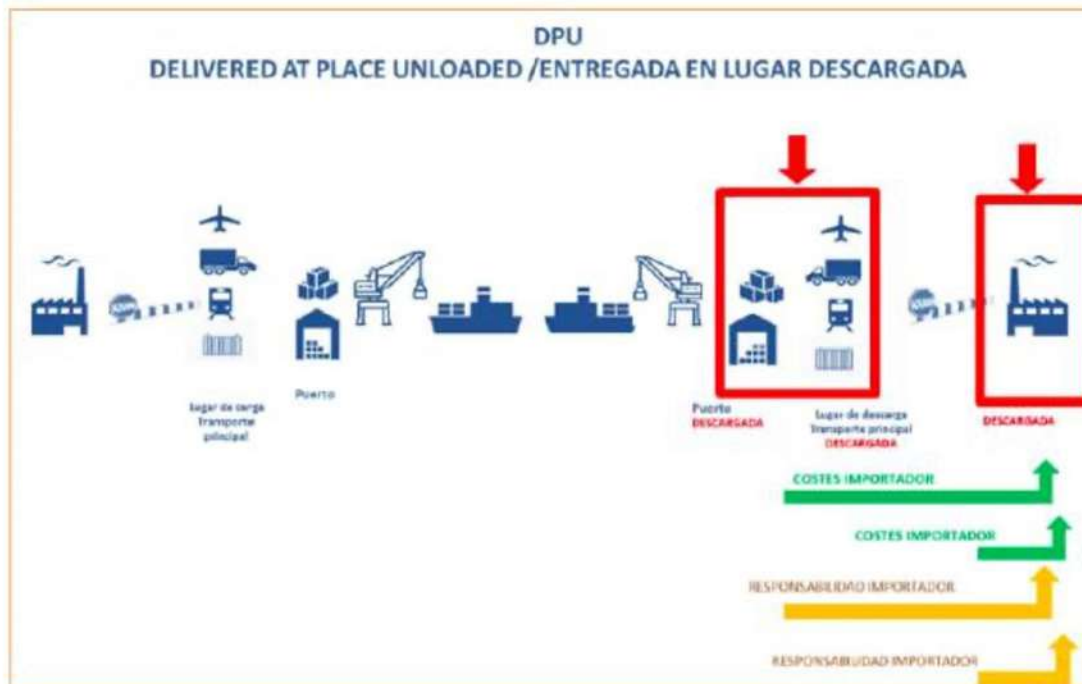 DPU
DELIVERED AT PLACE UNLOADED /ENTREGADA EN LUGAR DESCARGADA
Lugar de carga
Transporte
principal
Puerto
Puerto
DESCARGADA
Lugar de descarga
Transporte principal
DESCARGADA
DESCARGADA
COSTES IMPORTADOR
COSTES IMPORTADOR
RESPONSABILIDAD IMPORTADOR
RESPONSABILIDAD IMPORTADOR